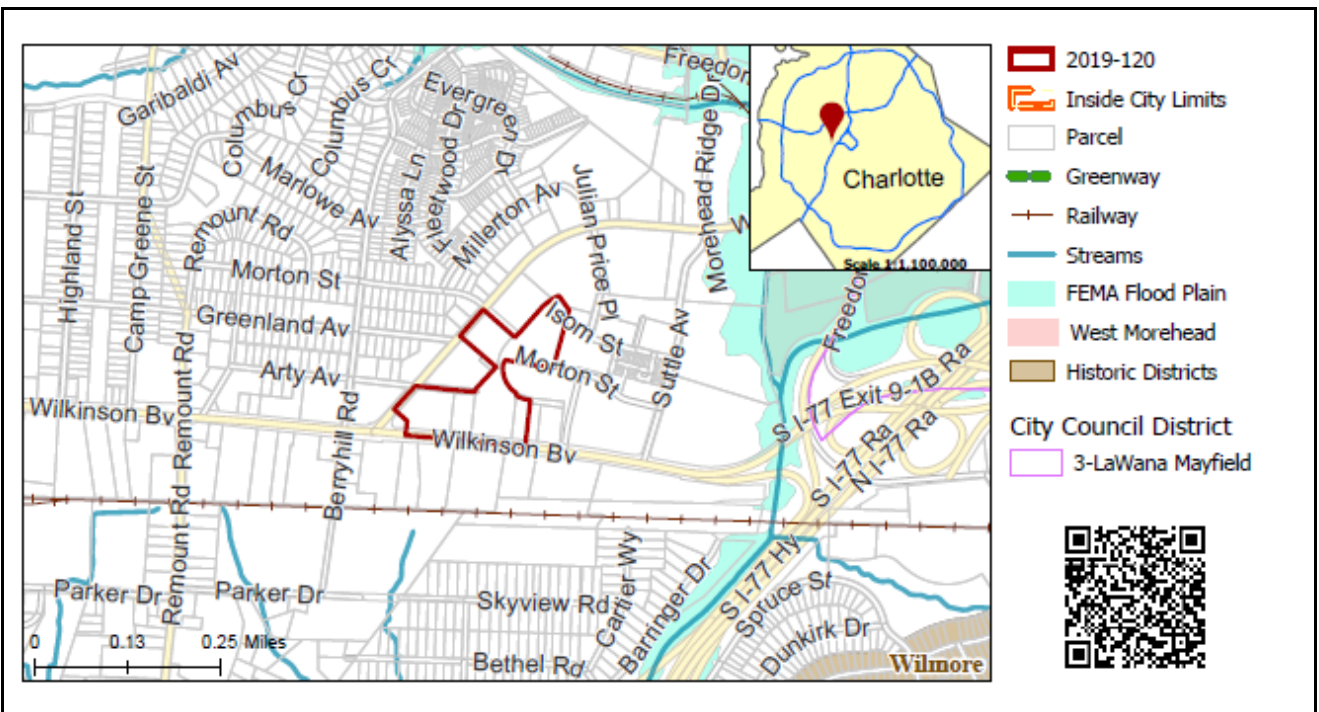 Garibaldi Av
Columbus Cr
Columbus Cr
Evergreen Dr
Freedom
Morehead Ridge Dr
Charlotte
Scale 1:1,100,000
Highland St
Camp Greene St
Marlowe Av
Alyssa Ln
Fleetwood Dr
Millerton Av
Julian Price Pl
W
Remount Rd
Morton St
Greenland Av
Isom St
Morton St
Suttle Av
Freedom
Arty Av
Wilkinson Bv
Remount Rd
Remount Rd
Berryhill Rd
Wilkinson Bv
S I-77 Exit 9-1B Ra
S I-77 Ra
N I-77 Ra
S I-77 Hy
Parker Dr
Parker Dr
Skyview Rd
Cartier Wy
Barringer Dr
Spruce St
Dunkirk Dr
Bethel Rd
Wilmore
0 0.13 0.25 Miles
2019-120
Inside City Limits
Parcel
Greenway
Railway
Streams
FEMA Flood Plain
West Morehead
Historic Districts
City Council District
3-LaWana Mayfield